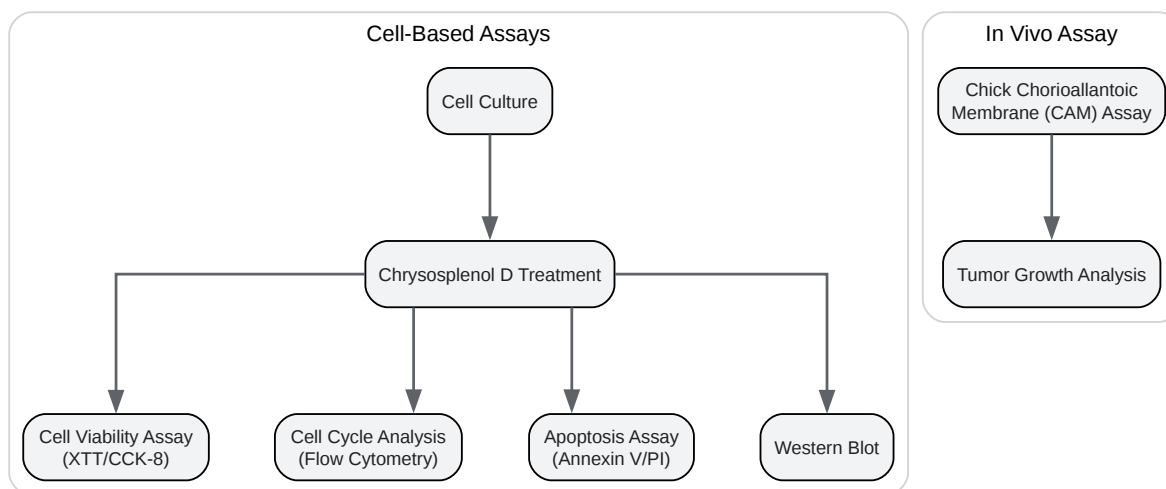 Cell-Based Assays
Cell Culture
Chrysosplenol D Treatment
Cell Viability Assay
(XTT/CCK-8)
Cell Cycle Analysis
(Flow Cytometry)
Apoptosis Assay
(Annexin V/PI)
Western Blot
In Vivo Assay
Chick Chorioallantoic
Membrane (CAM) Assay
Tumor Growth Analysis